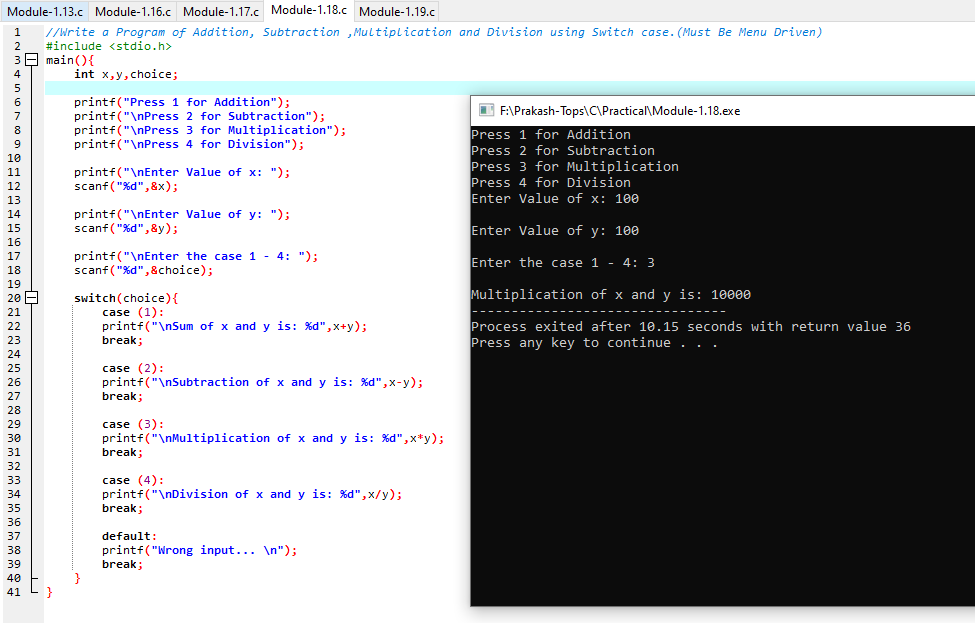 Module-1.13.c Module-1.16.c Module-1.17.c Module-1.18.c Module-1.19.c
1 //Write a Program of Addition, Subtraction ,Multiplication and Division using Switch case.(Must Be Menu Driven)
2 #include <stdio.h>
3 main(){
4 int x,y,choice;
5
6 printf("Press 1 for Addition");
7 printf("\nPress 2 for Subtraction");
8 printf("\nPress 3 for Multiplication");
9 printf("\nPress 4 for Division");
10
11 printf("\nEnter Value of x: ");
12 scanf("%d",&x);
13
14 printf("\nEnter Value of y: ");
15 scanf("%d",&y);
16
17 printf("\nEnter the case 1 - 4: ");
18 scanf("%d",&choice);
19
20 switch(choice){
21 case (1):
22 printf("\nSum of x and y is: %d",x+y);
23 break;
24
25 case (2):
26 printf("\nSubtraction of x and y is: %d",x-y);
27 break;
28
29 case (3):
30 printf("\nMultiplication of x and y is: %d",x*y);
31 break;
32
33 case (4):
34 printf("\nDivision of x and y is: %d",x/y);
35 break;
36
37 default:
38 printf("Wrong input... \n");
39 break;
40 }
41 }
F:\Prakash-Tops\C\Practical\Module-1.18.exe
Press 1 for Addition
Press 2 for Subtraction
Press 3 for Multiplication
Press 4 for Division
Enter Value of x: 100
Enter Value of y: 100
Enter the case 1 - 4: 3
Multiplication of x and y is: 10000
--------------------------------
Process exited after 10.15 seconds with return value 36
Press any key to continue . . .